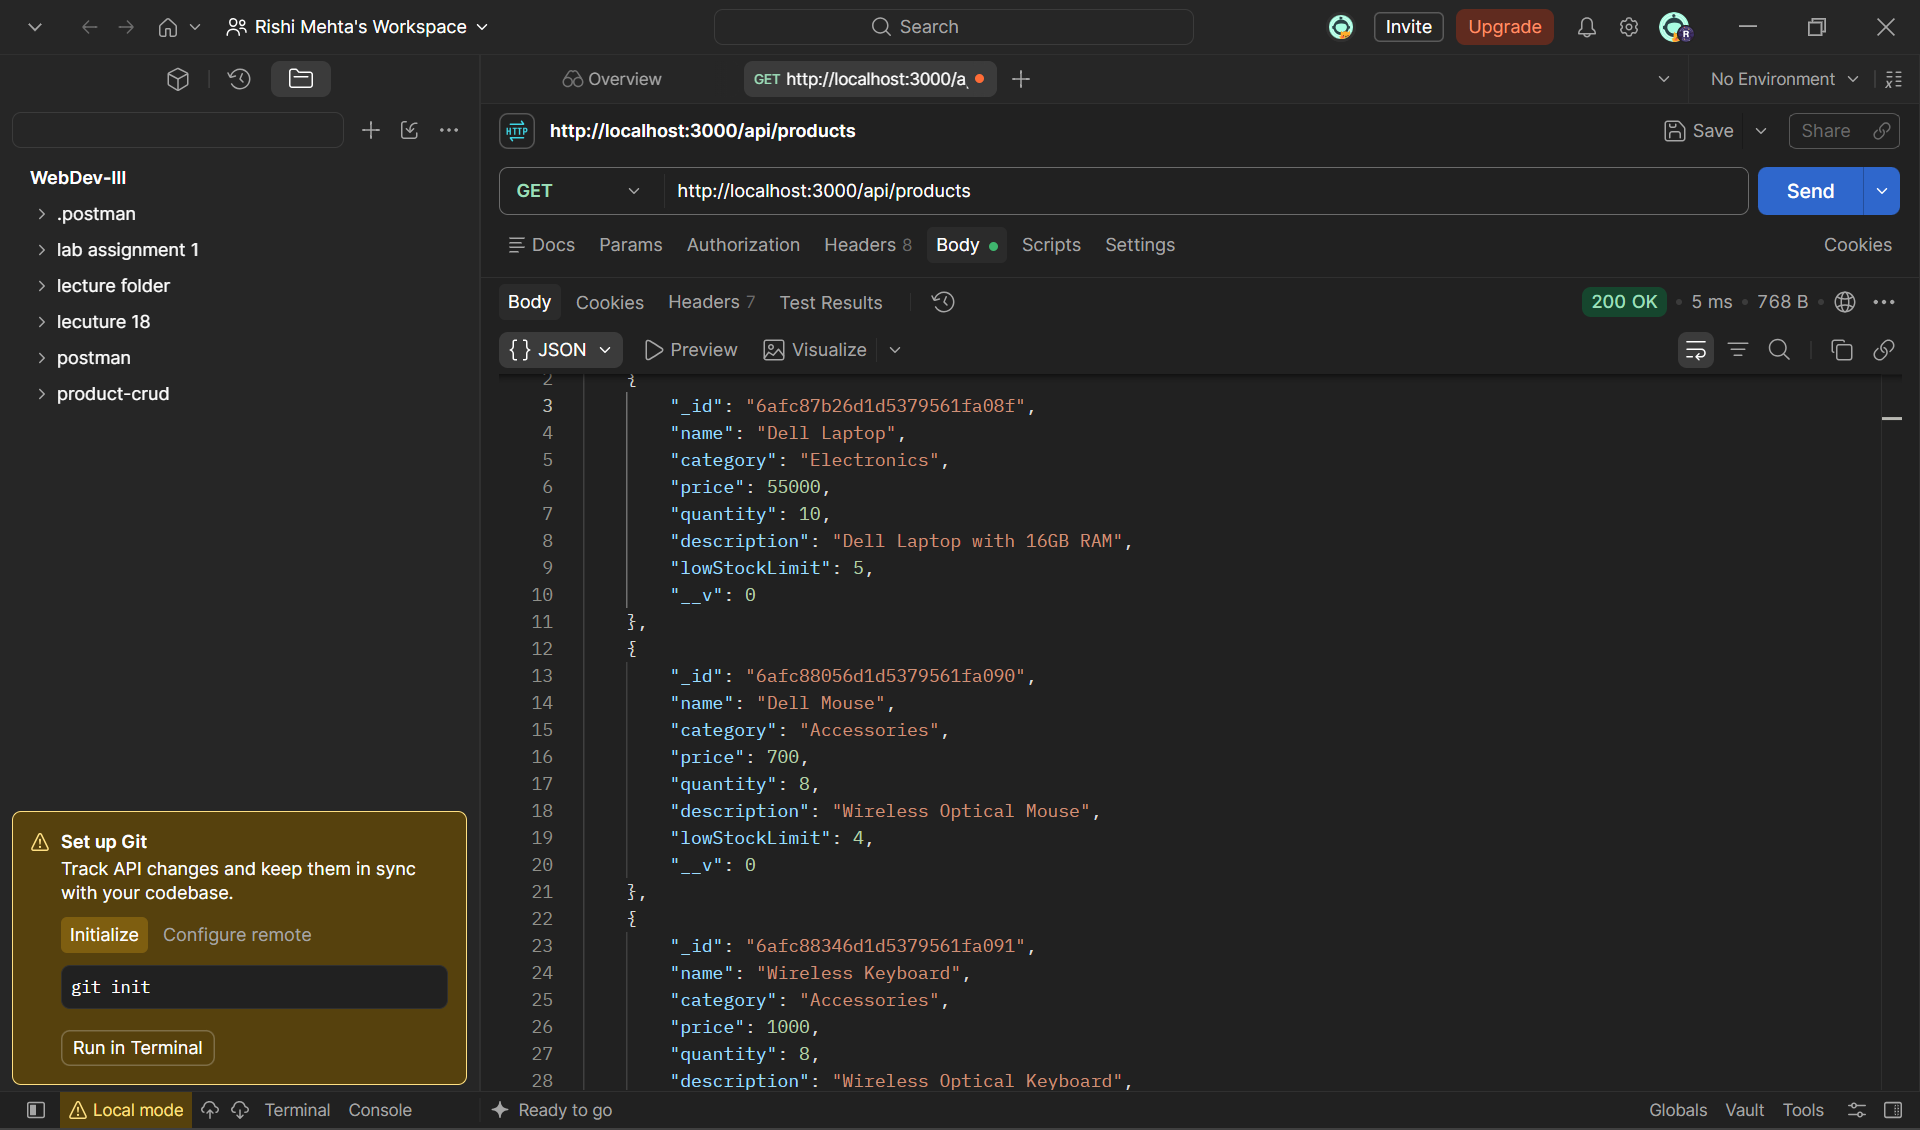 Rishi Mehta's Workspace
Search
Invite
Upgrade
R
Overview
GET http://localhost:3000/a
No Environment
HTTP http://localhost:3000/api/products
Save
Share
WebDev-III
.postman
lab assignment 1
lecture folder
lecuture 18
postman
product-crud
GET http://localhost:3000/api/products
Send
Docs Params Authorization Headers 8 Body Scripts Settings Cookies
Body Cookies Headers 7 Test Results 200 OK 5 ms 768 B
{} JSON Preview Visualize
2 {
3 "_id": "6afc87b26d1d5379561fa08f",
4 "name": "Dell Laptop",
5 "category": "Electronics",
6 "price": 55000,
7 "quantity": 10,
8 "description": "Dell Laptop with 16GB RAM",
9 "lowStockLimit": 5,
10 "__v": 0
11 },
12 {
13 "_id": "6afc88056d1d5379561fa090",
14 "name": "Dell Mouse",
15 "category": "Accessories",
16 "price": 700,
17 "quantity": 8,
18 "description": "Wireless Optical Mouse",
19 "lowStockLimit": 4,
20 "__v": 0
21 },
22 {
23 "_id": "6afc88346d1d5379561fa091",
24 "name": "Wireless Keyboard",
25 "category": "Accessories",
26 "price": 1000,
27 "quantity": 8,
28 "description": "Wireless Optical Keyboard",
Set up Git
Track API changes and keep them in sync
with your codebase.
Initialize Configure remote
git init
Run in Terminal
Local mode Terminal Console Ready to go Globals Vault Tools